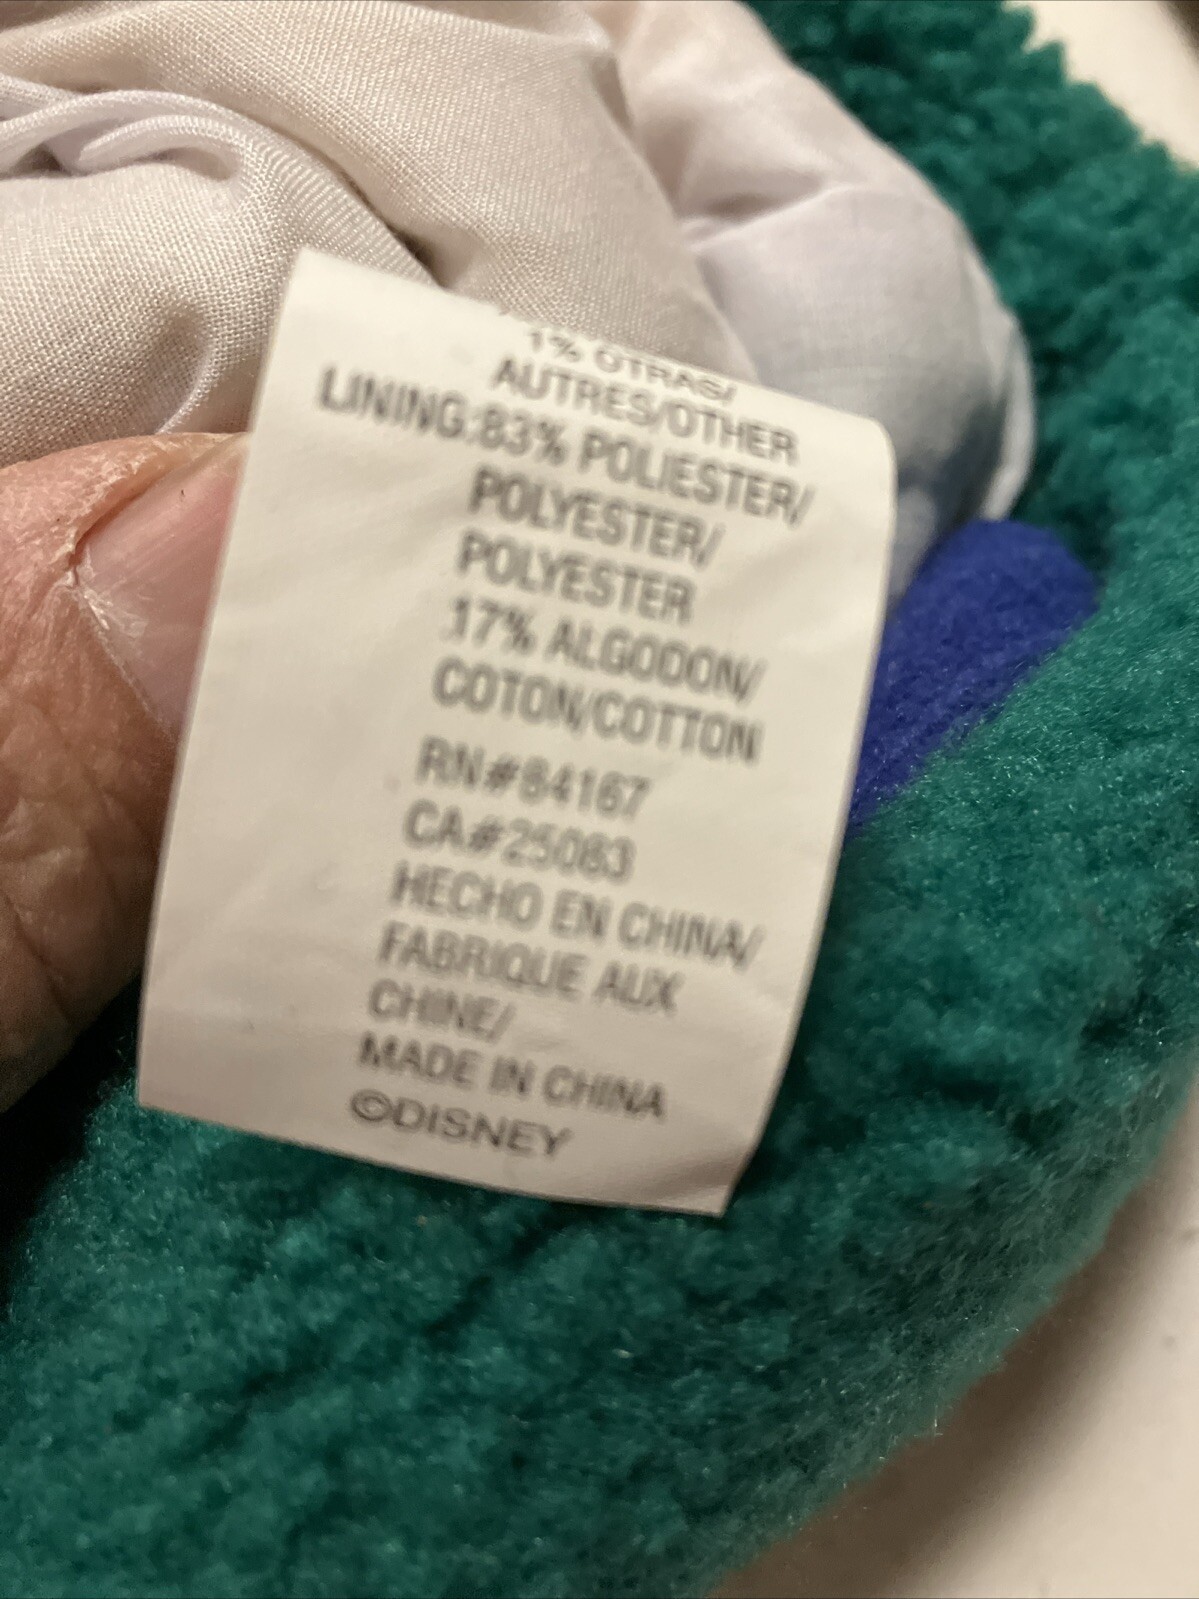 1% OTRAS/
AUTRES/OTHER
LINING:83% POLIESTER/
POLYESTER/
POLYESTER
17% ALGODON/
COTON/COTTON
RN#84167
CA#25083
HECHO EN CHINA/
FABRIQUE AUX
CHINE/
MADE IN CHINA
©DISNEY